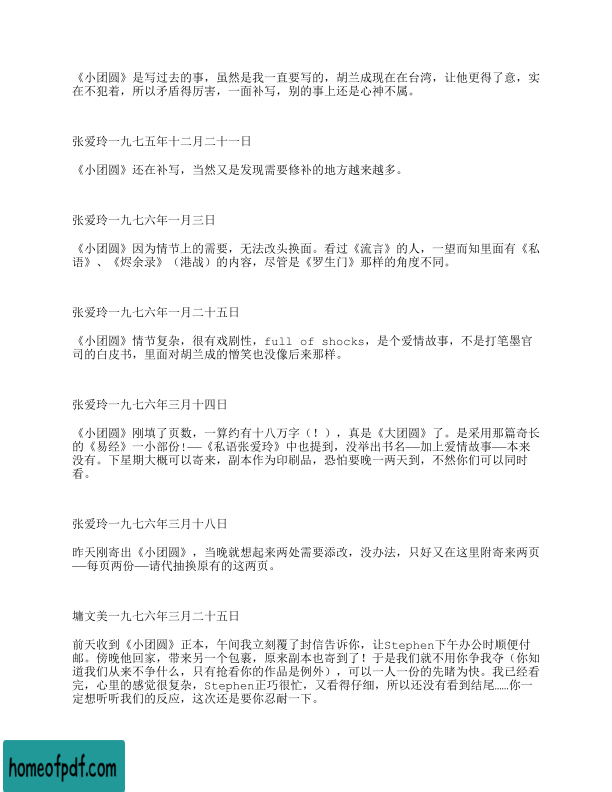 《小团圆》是写过去的事，虽然是我一直要写的，胡兰成现在在台湾，让他更得了意，实
在不犯着，所以矛盾得厉害，一面补写，别的事上还是心神不属。
张爱玲一九七五年十二月二十一日
《小团圆》还在补写，当然又是发现需要修补的地方越来越多。
张爱玲一九七六年一月三日
《小团圆》因为情节上的需要，无法改头换面。看过《流言》的人，一望而知里面有《私
语》、《烬余录》（港战）的内容，尽管是《罗生门》那样的角度不同。
张爱玲一九七六年一月二十五日
《小团圆》情节复杂，很有戏剧性，full of shocks，是个爱情故事，不是打笔墨官
司的白皮书，里面对胡兰成的憎笑也没像后来那样。
张爱玲一九七六年三月十四日
《小团圆》刚填了页数，一算约有十八万字（！），真是《大团圆》了。是采用那篇奇长
的《易经》一小部份!——《私语张爱玲》中也提到，没举出书名——加上爱情故事——本来
没有。下星期大概可以寄来，副本作为印刷品，恐怕要晚一两天到，不然你们可以同时
看。
张爱玲一九七六年三月十八日
昨天刚寄出《小团圆》，当晚就想起来两处需要添改，没办法，只好又在这里附寄来两页
——每页两份——请代抽换原有的这两页。
墉文美一九七六年三月二十五日
前天收到《小团圆》正本，午间我立刻覆了封信告诉你，让Stephen下午办公时顺便付
邮。傍晚他回家，带来另一个包裹，原来副本也寄到了！于是我们就不用你争我夺（你知
道我们从来不争什么，只有抢看你的作品是例外），可以一人一份的先睹为快。我已经看
完，心里的感觉很复杂，Stephen正巧很忙，又看得仔细，所以还没有看到结尾……你一
定想听听我们的反应，这次还是要你忍耐一下。
homeofpdf.com